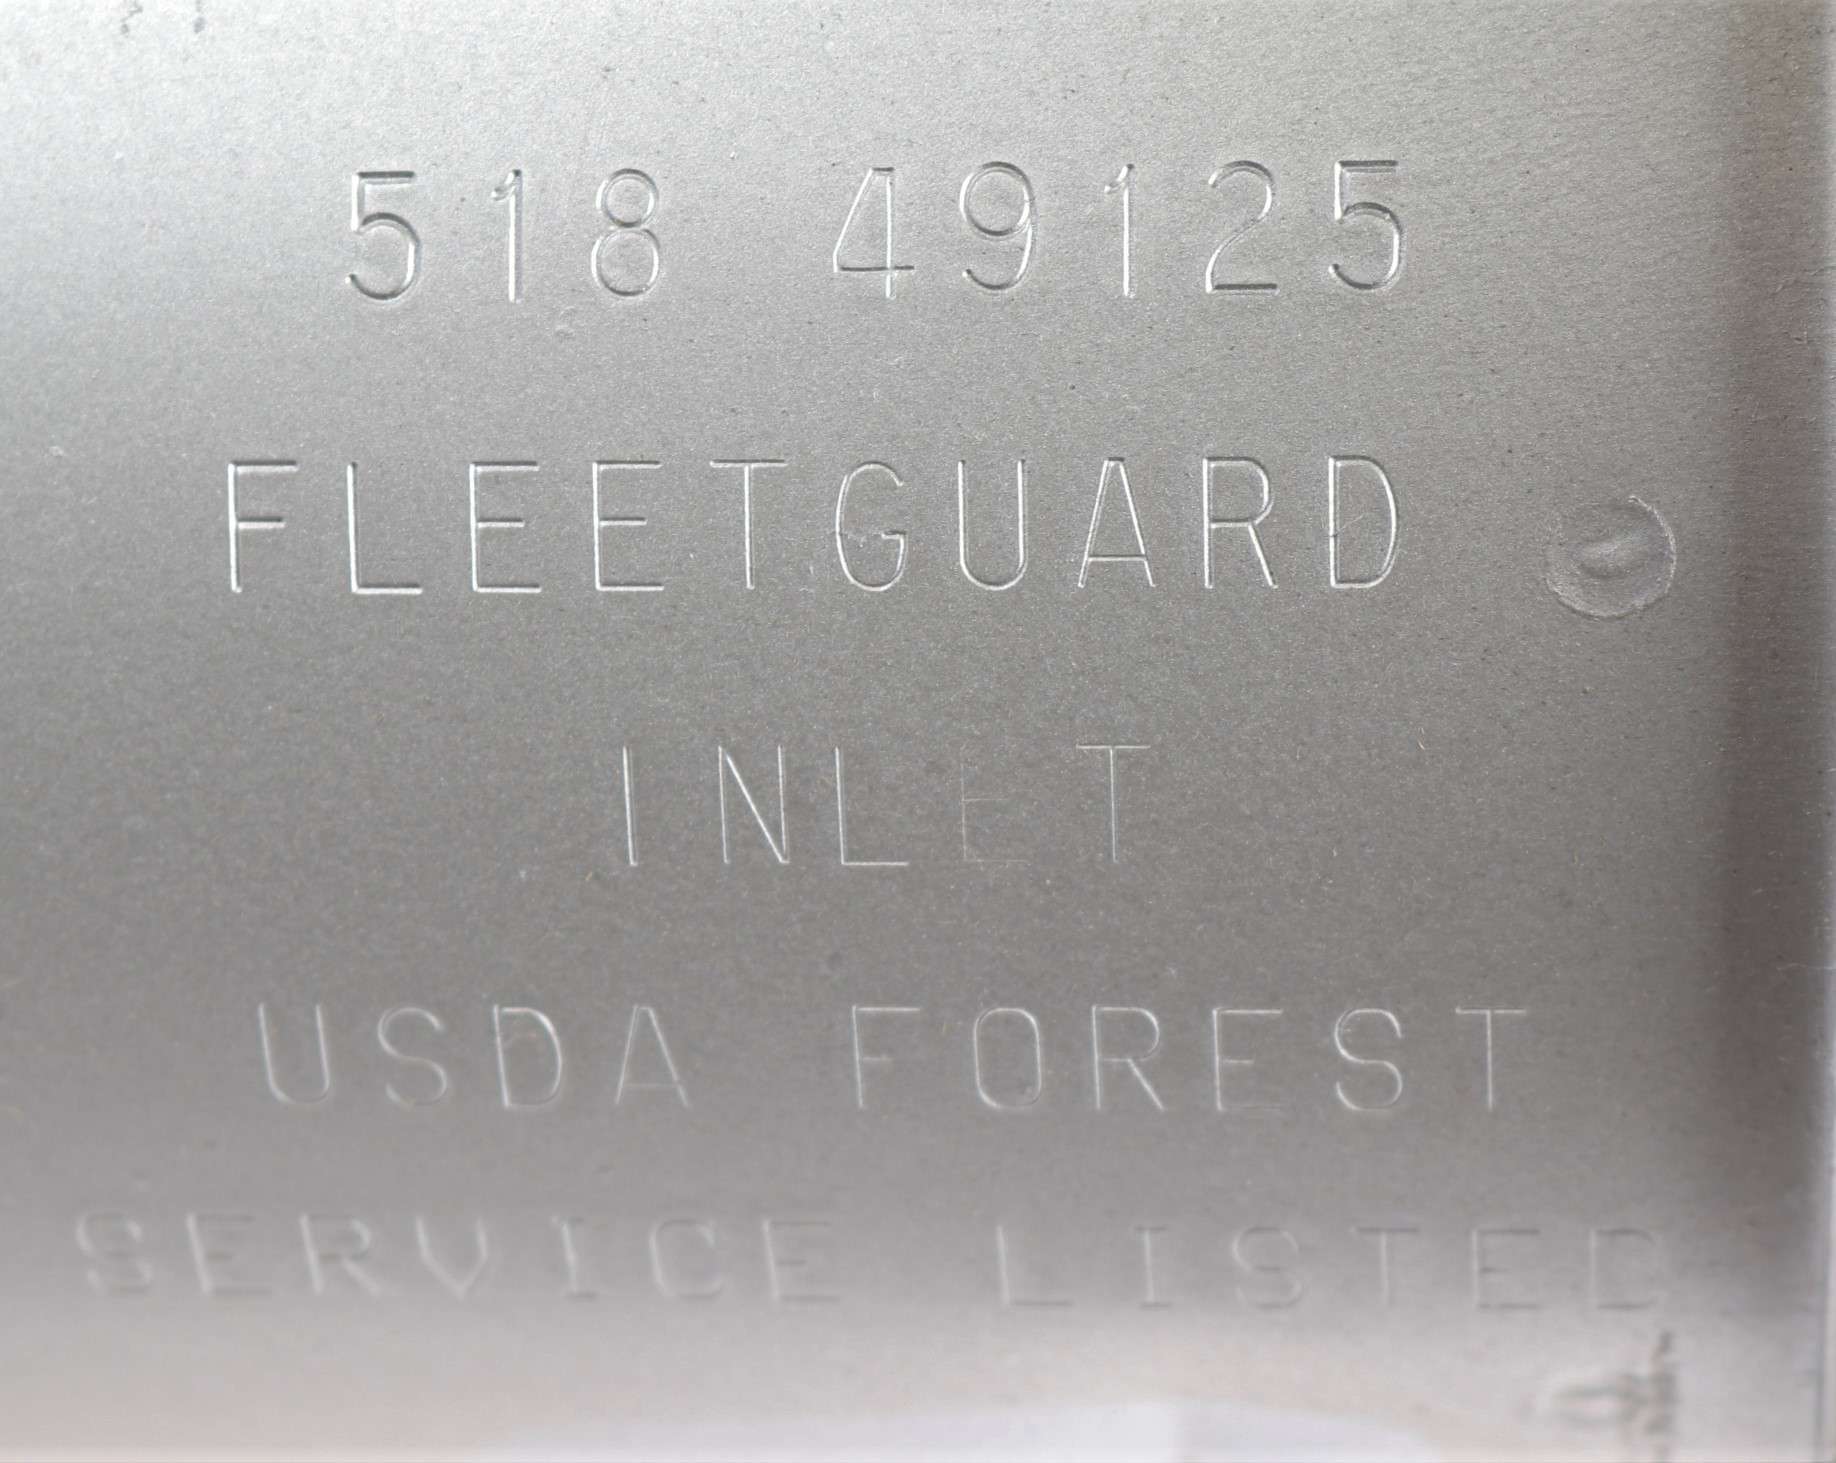 518 49125
FLEETGUARD
INLET
USDA FOREST
SERVICE LISTED